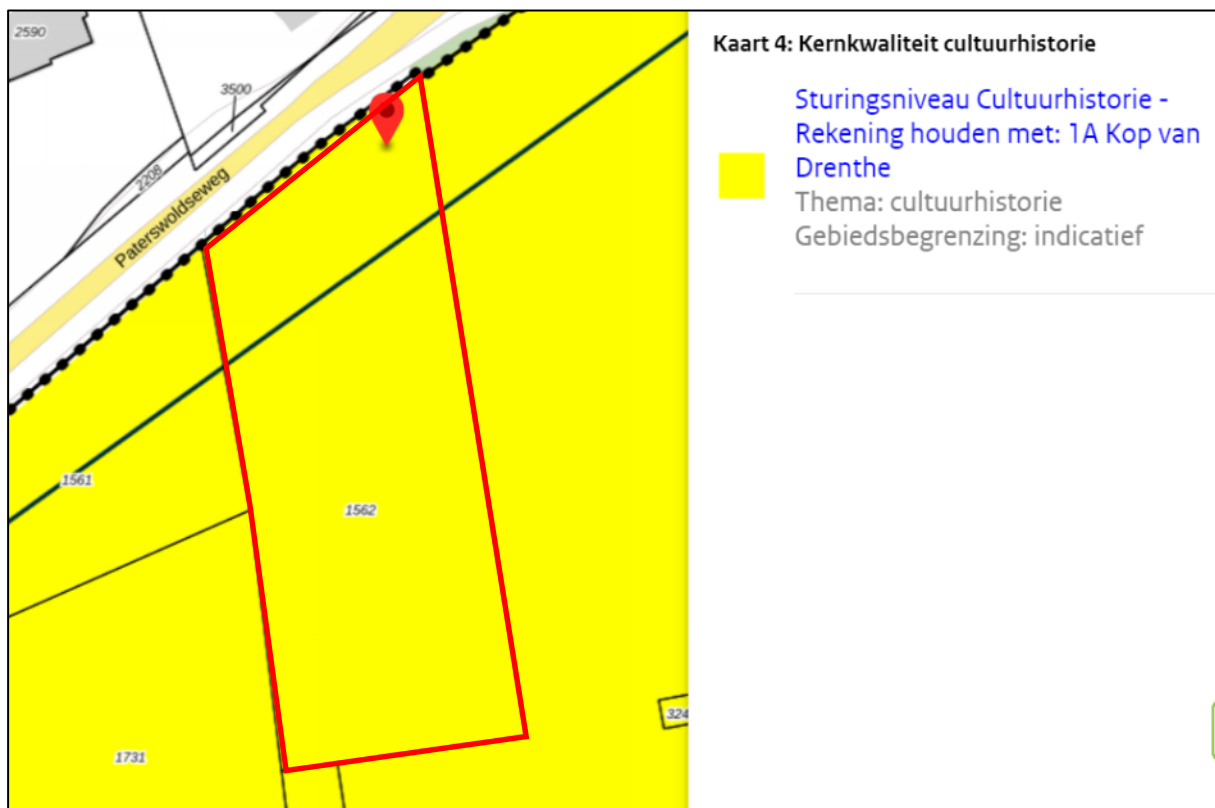 2590
3500
2208
Paterswoldseweg
1561
1562
1731
324
Kaart 4: Kernkwaliteit cultuurhistorie
Sturingsniveau Cultuurhistorie -
Rekening houden met: 1A Kop van
Drenthe
Thema: cultuurhistorie
Gebiedsbegrenzing: indicatief